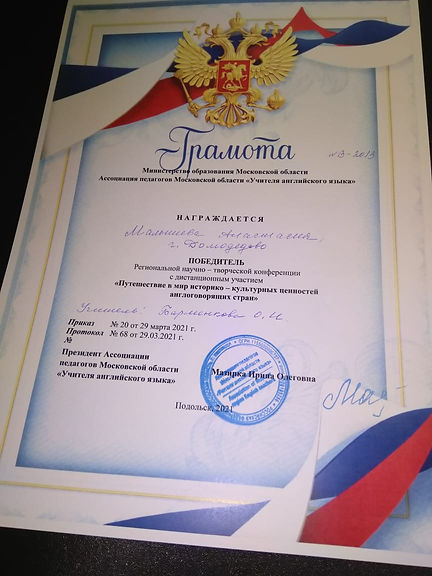 Грамота
№ 13-2013
Министерство образования Московской области
Ассоциация педагогов Московской области «Учителя английского языка»
НАГРАЖДАЕТСЯ
Малышева Анастасия,
г. Домодедово
ПОБЕДИТЕЛЬ
Региональной научно – творческой конференции
с дистанционным участием
«Путешествие в мир историко – культурных ценностей
англоговорящих стран»
Учитель: О.И.
Приказ № 20 от 29 марта 2021 г.
Протокол № 68 от 29.03.2021 г.
№
Президент Ассоциации
педагогов Московской области
«Учителя английского языка»
Мазирка Ирина Олеговна
Подольск, 2021